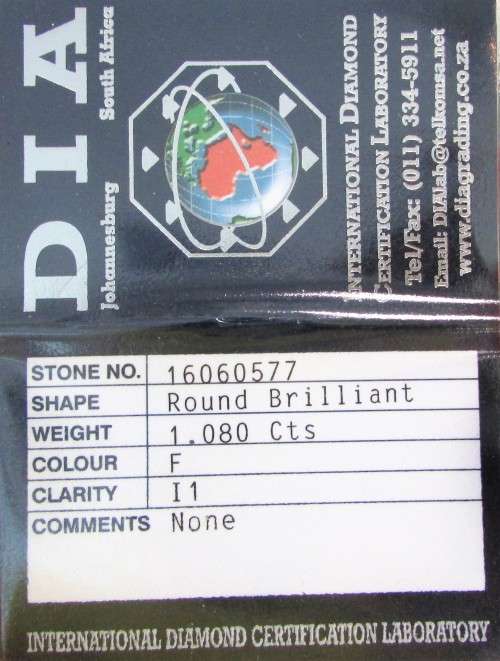 DIA
Johannesburg South Africa
INTERNATIONAL DIAMOND
CERTIFICATION LABORATORY
Tel/Fax: (011) 334-5911
Email: DIAlab@telkomsa.net
www.diagrading.co.za
STONE NO. 16060577
SHAPE Round Brilliant
WEIGHT 1.080 Cts
COLOUR F
CLARITY I1
COMMENTS None
INTERNATIONAL DIAMOND CERTIFICATION LABORATORY